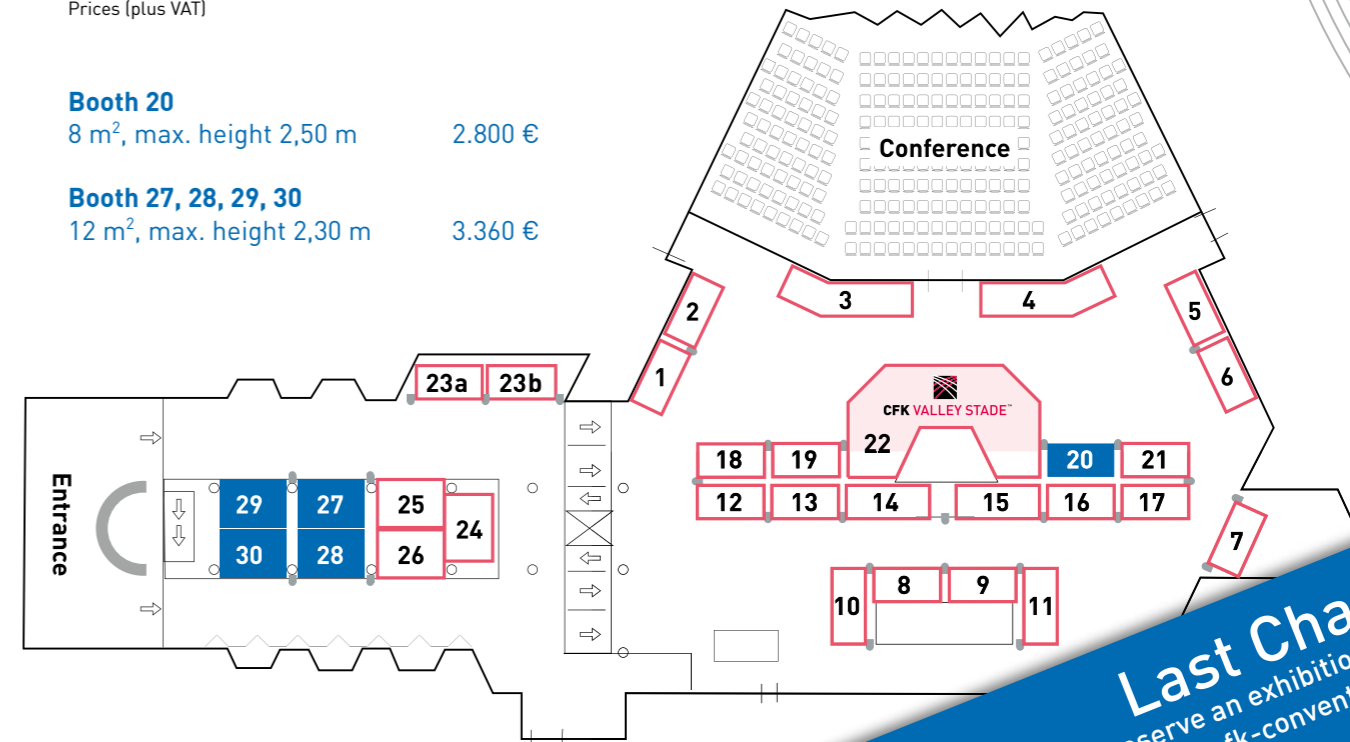 Prices (plus VAT)
Booth 20
8 m², max. height 2,50 m 2.800 €
Booth 27, 28, 29, 30
12 m², max. height 2,30 m 3.360 €
Conference
3
4
2
5
1
6
23a
23b
CFK VALLEY STADE™
22
18
19
20
21
12
13
14
15
16
17
Entrance
29
27
25
24
30
28
26
7
8
9
10
11
Last Cha
serve an exhibitio
fk-convent